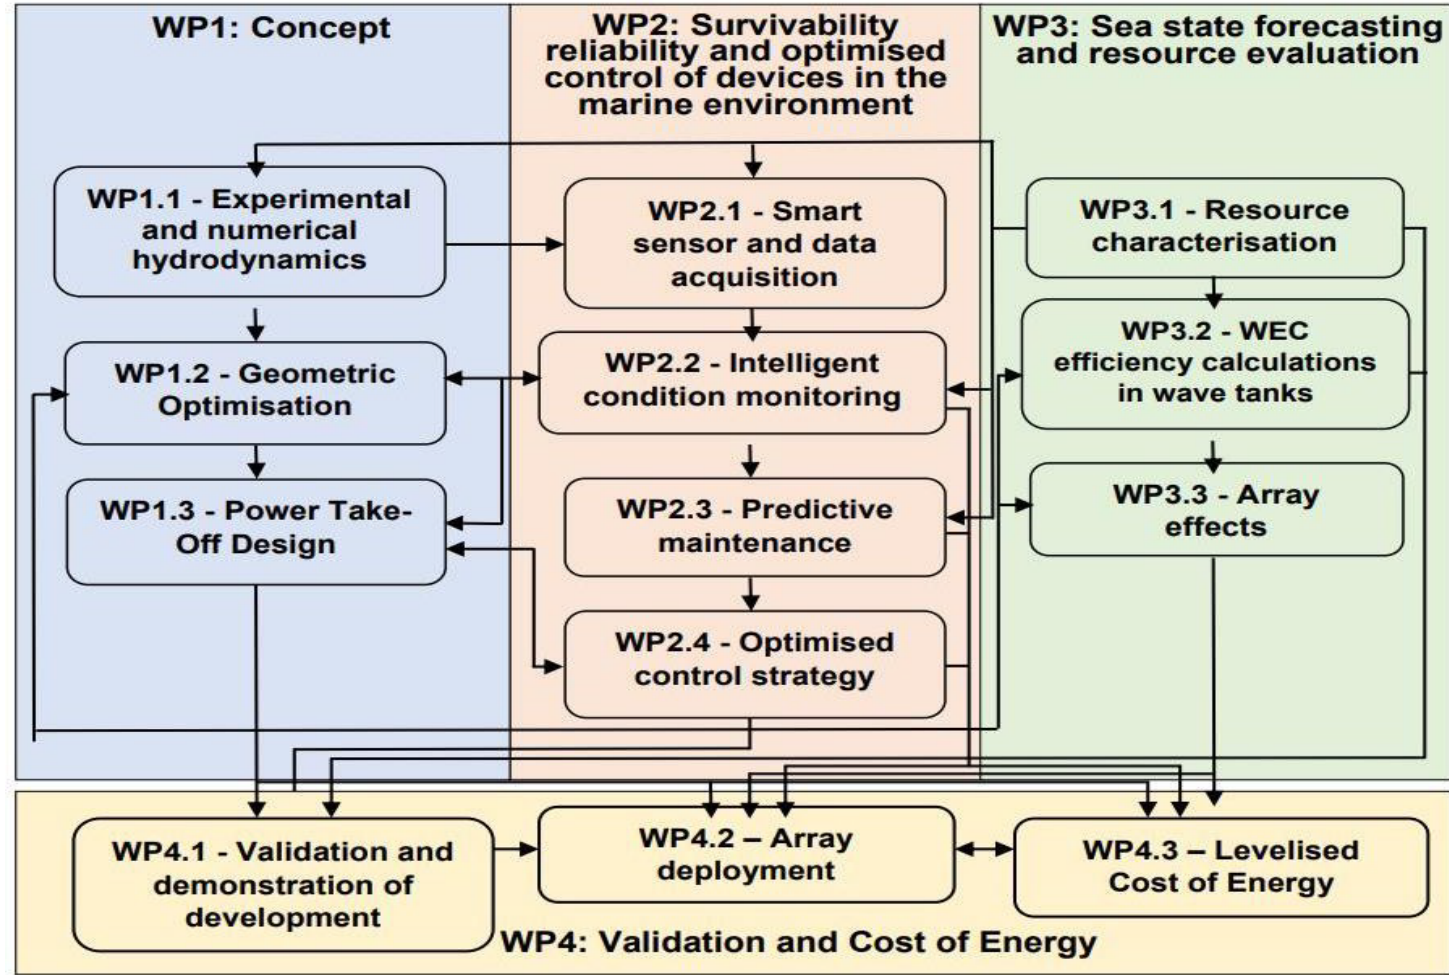 WP1: Concept
WP2: Survivability
reliability and optimised
control of devices in the
marine environment
WP3: Sea state forecasting
and resource evaluation
WP1.1 - Experimental
and numerical
hydrodynamics
WP1.2 - Geometric
Optimisation
WP1.3 - Power Take-
Off Design
WP2.1 - Smart
sensor and data
acquisition
WP2.2 - Intelligent
condition monitoring
WP2.3 - Predictive
maintenance
WP2.4 - Optimised
control strategy
WP3.1 - Resource
characterisation
WP3.2 - WEC
efficiency calculations
in wave tanks
WP3.3 - Array
effects
WP4.1 - Validation and
demonstration of
development
WP4.2 – Array
deployment
WP4.3 – Levelised
Cost of Energy
WP4: Validation and Cost of Energy